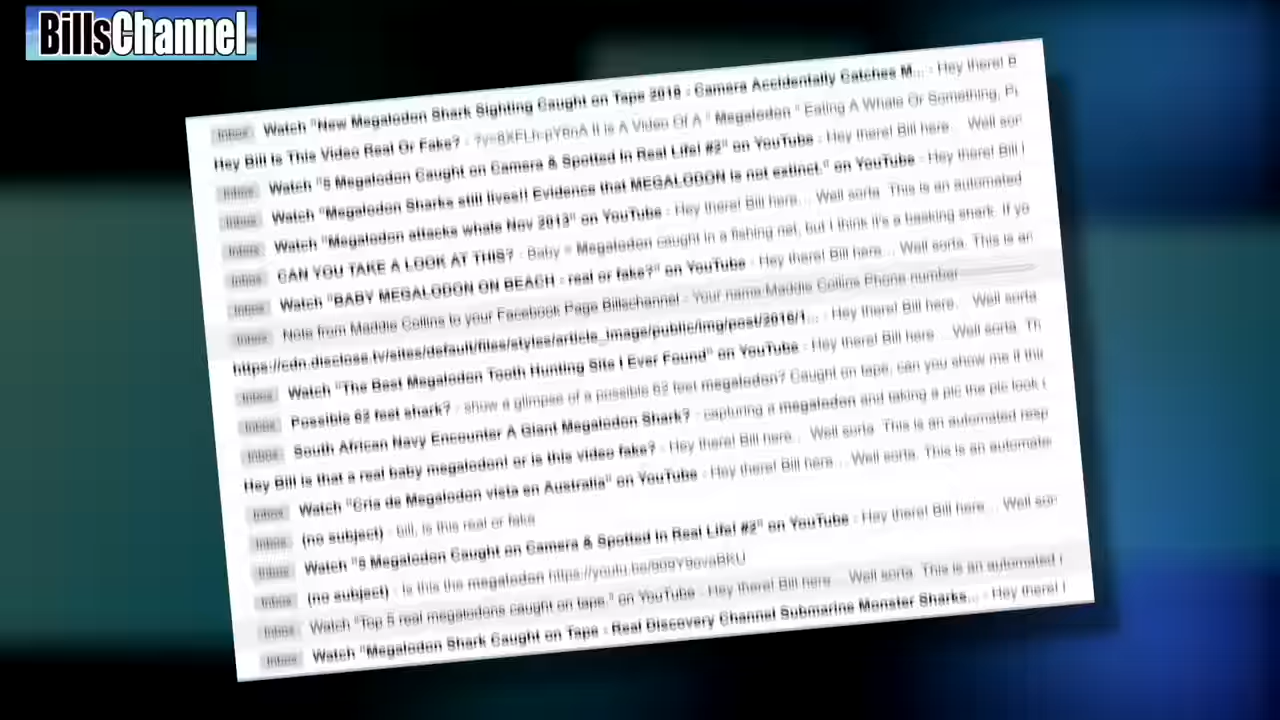 BillsChannel
Inbox Watch "New Megalodon Shark Sighting Caught on Tape 2016 - Camera Accidentally Catches M... - Hey there! B
Hey Bill Is This Video Real Or Fake? - It Is A Video Of A " Megalodon " Eating A Whale Or Something,
Inbox Watch "5 Megalodon Caught on Camera & Spotted In Real Life! #2" on YouTube - Hey there! Bill here... Well sor
Inbox Watch "Megalodon Sharks still lives!! Evidence that MEGALODON is not extinct." on YouTube - Hey there! Bill
Inbox Watch "Megalodon attacks whale Nov 2013" on YouTube - Hey there! Bill here... Well sorta. This is an automated
Inbox CAN YOU TAKE A LOOK AT THIS? - Baby = Megalodon caught in a fishing net, but I think it's a basking shark. If yo
Inbox Watch "BABY MEGALODON ON BEACH - real or fake?" on YouTube - Hey there! Bill here... Well sorta. This is an
Inbox Note from Maddie Collins to your Facebook Page Billschannel - Your name:Maddie Collins Phone number
https://cdn.disclose.tv/sites/default/files/styles/article_image/public/img/post/2016/1... - Hey there! Bill here... Well sorta
Inbox Watch "The Best Megalodon Tooth Hunting Site I Ever Found" on YouTube - Hey there! Bill here... Well sorta. Th
Inbox Possible 62 feet shark? - show a glimpse of a possible 62 feet megalodon? Caught on tape, can you show me if this
Inbox South African Navy Encounter A Giant Megalodon Shark? - capturing a megalodon and taking a pic the pic look
Hey Bill is that a real baby megalodon! or is this video fake? - Hey there! Bill here... Well sorta. This is an automated resp
Inbox Watch "Cria de Megalodon vista en Australia" on YouTube - Hey there! Bill here... Well sorta. This is an automate
Inbox (no subject) - bill, is this real or fake
Inbox Watch "5 Megalodon Caught on Camera & Spotted In Real Life! #2" on YouTube - Hey there! Bill here... Well sor
Inbox (no subject) - Is this the megalodon
Inbox Watch "Top 5 real megalodons caught on tape." on YouTube - Hey there! Bill here... Well sorta. This is an automated
Inbox Watch "Megalodon Shark Caught on Tape - Real Discovery Channel Submarine Monster Sharks... - Hey there!